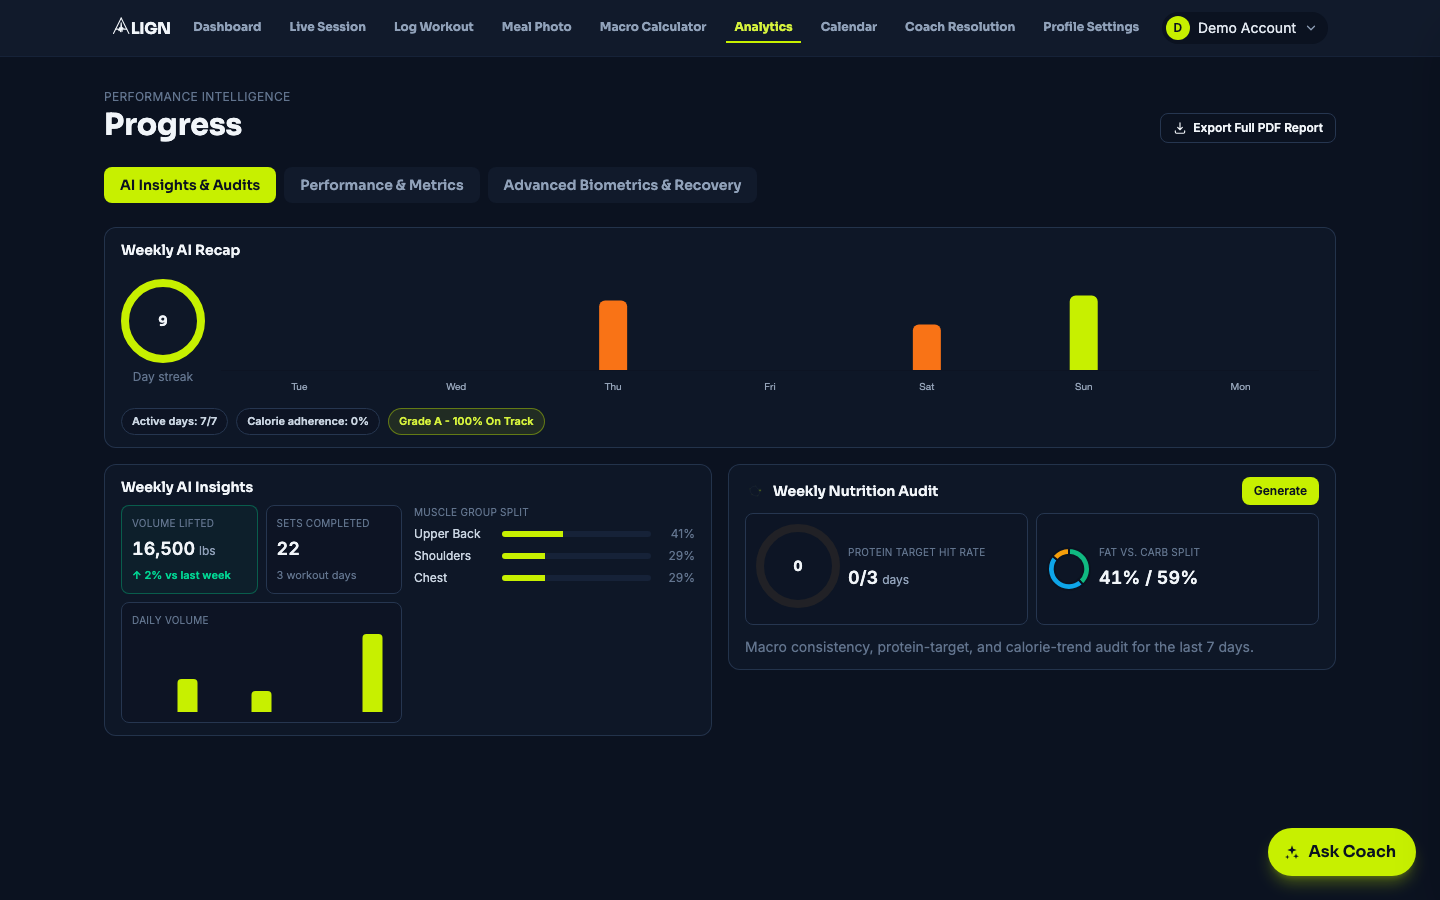 ALIGN Dashboard Live Session Log Workout Meal Photo Macro Calculator Analytics Calendar Coach Resolution Profile Settings D Demo Account
PERFORMANCE INTELLIGENCE
Progress
Export Full PDF Report
AI Insights & Audits Performance & Metrics Advanced Biometrics & Recovery
Weekly AI Recap
9
Day streak
Tue Wed Thu Fri Sat Sun Mon
Active days: 7/7 Calorie adherence: 0% Grade A - 100% On Track
Weekly AI Insights
VOLUME LIFTED
16,500 lbs
↑ 2% vs last week
SETS COMPLETED
22
3 workout days
MUSCLE GROUP SPLIT
Upper Back 41%
Shoulders 29%
Chest 29%
DAILY VOLUME
Weekly Nutrition Audit
Generate
0
PROTEIN TARGET HIT RATE
0/3 days
FAT VS. CARB SPLIT
41% / 59%
Macro consistency, protein-target, and calorie-trend audit for the last 7 days.
Ask Coach